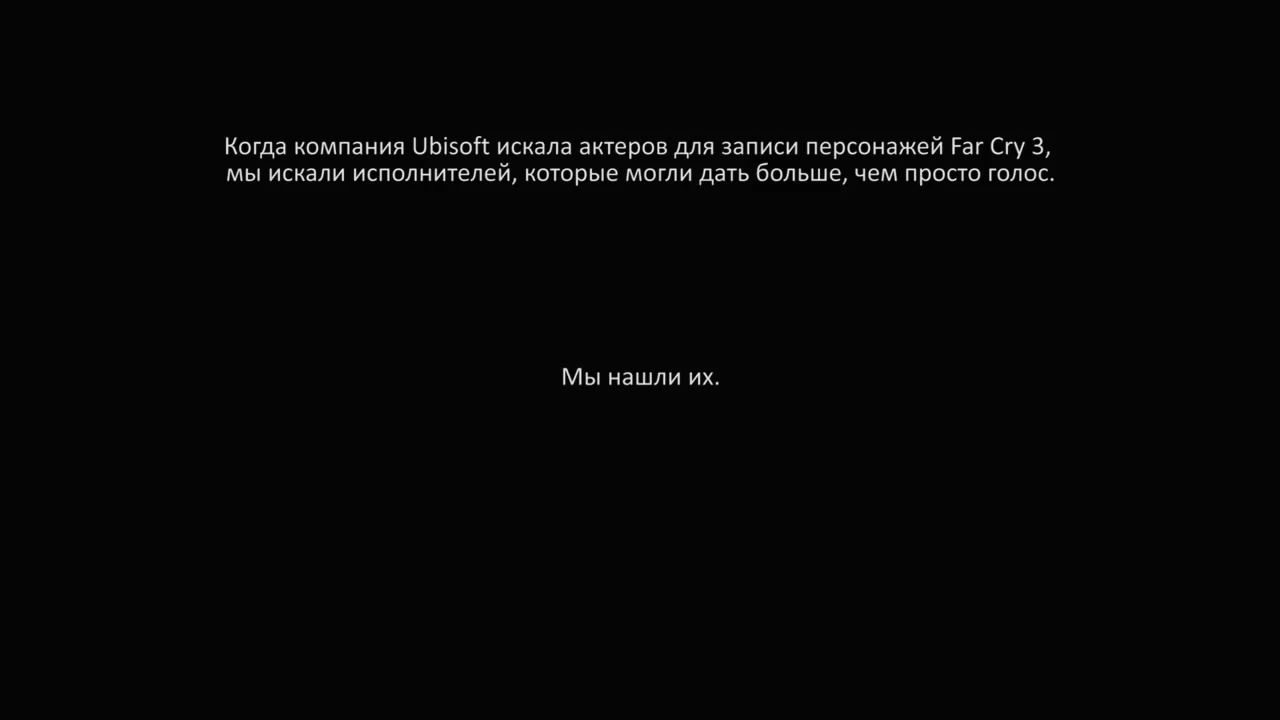 Когда компания Ubisoft искала актеров для записи персонажей Far Cry 3,
мы искали исполнителей, которые могли дать больше, чем просто голос.
Мы нашли их.